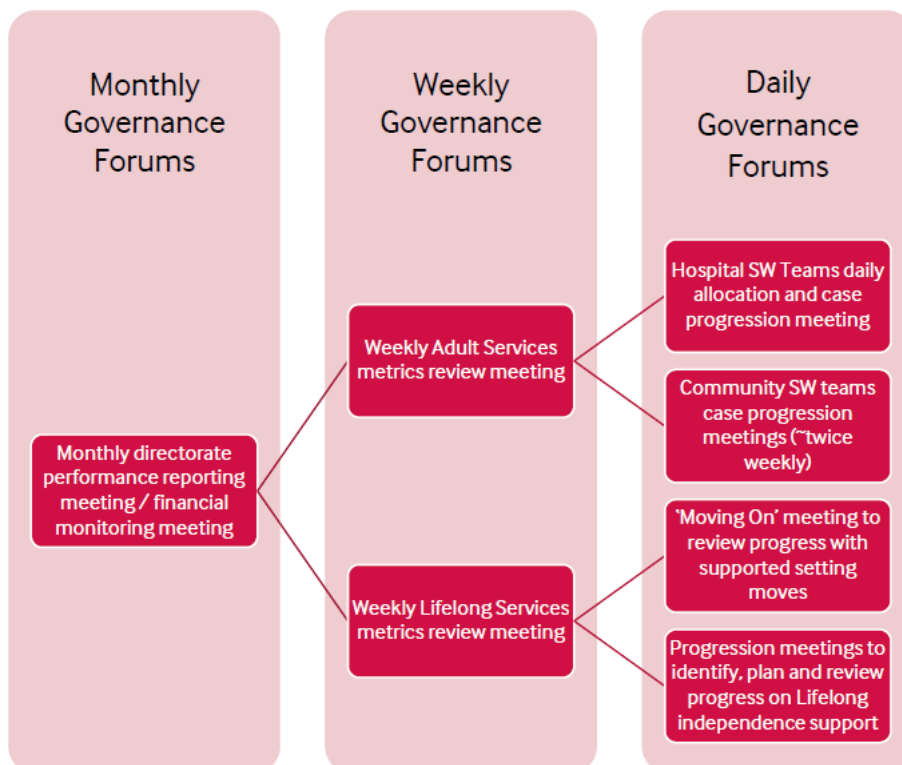 Monthly
Governance
Forums
Monthly directorate
performance reporting
meeting / financial
monitoring meeting
Weekly
Governance
Forums
Weekly Adult Services
metrics review meeting
Weekly Lifelong Services
metrics review meeting
Daily
Governance
Forums
Hospital SW Teams daily
allocation and case
progression meeting
Community SW teams
case progression
meetings (~twice
weekly)
‘Moving On’ meeting to
review progress with
supported setting
moves
Progression meetings to
identify, plan and review
progress on Lifelong
independence support